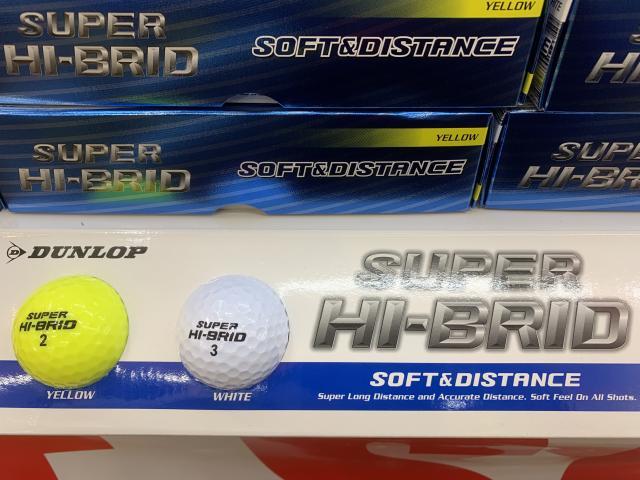 YELLOW
SUPER
HI-BRID
SOFT&DISTANCE
YELLOW
SUPER
HI-BRID
SOFT&DISTANCE
SUPER
HI-BRI
DUNLOP
SUPER
HI-BRID
2
YELLOW
SUPER
HI-BRID
3
WHITE
SUPER
HI-BRID
SOFT&DISTANCE
Super Long Distance and Accurate Distance. Soft Feel On All Shots.